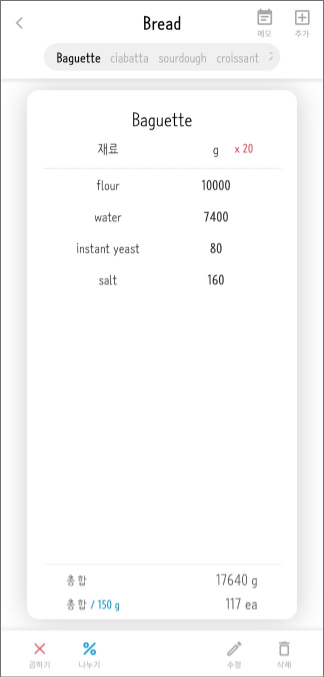 Bread
메모 추가
Baguette ciabatta sourdough croissant
Baguette
재료 g x 20
flour 10000
water 7400
instant yeast 80
salt 160
총합 17640 g
총합 / 150 g 117 ea
곱하기 나누기 수정 삭제